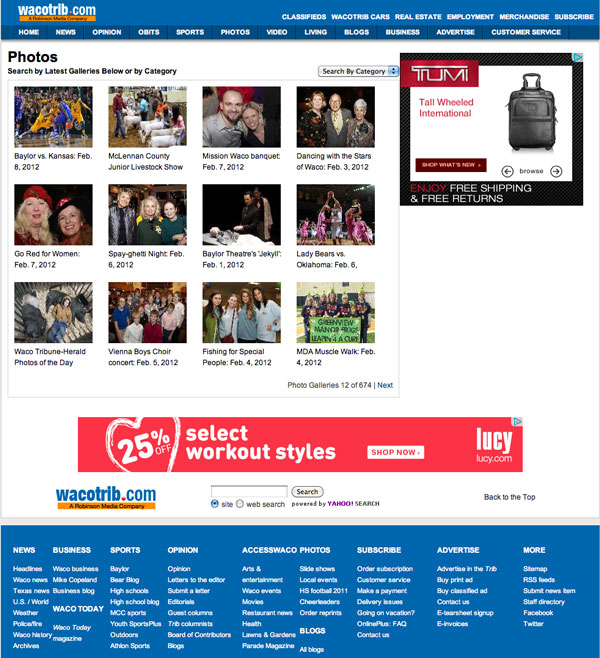 wacotrib.com
A Robinson Media Company
CLASSIFIEDS WACOTRIB CARS REAL ESTATE EMPLOYMENT MERCHANDISE SUBSCRIBE
HOME NEWS OPINION OBITS SPORTS PHOTOS VIDEO LIVING BLOGS BUSINESS ADVERTISE CUSTOMER SERVICE
Photos
Search by Latest Galleries Below or by Category
Search By Category
Baylor vs. Kansas: Feb.
8, 2012
McLennan County
Junior Livestock Show
Mission Waco banquet:
Feb. 7, 2012
Dancing with the Stars
of Waco: Feb. 3, 2012
Go Red for Women:
Feb. 7, 2012
Spay-ghetti Night: Feb.
6, 2012
Baylor Theatre's 'Jekyll':
Feb. 1, 2012
Lady Bears vs.
Oklahoma: Feb. 6,
Waco Tribune-Herald
Photos of the Day
Vienna Boys Choir
concert: Feb. 5, 2012
Fishing for Special
People: Feb. 4, 2012
GREENVIEW
MANOR FROGS
LEAPING 4 A CURE
MDA Muscle Walk: Feb.
4, 2012
Photo Galleries 12 of 674 | Next
TUMI
Tall Wheeled
International
SHOP WHAT'S NEW »
browse
ENJOY FREE SHIPPING
& FREE RETURNS
25% OFF
select
workout styles
SHOP NOW ›
lucy
lucy.com
wacotrib.com
A Robinson Media Company
Search
site web search powered by YAHOO! SEARCH
Back to the Top
NEWS
Headlines
Waco news
Texas news
U.S. / World
Weather
Police/fire
Waco history
Archives
BUSINESS
Waco business
Mike Copeland
Business blog
WACO TODAY
Waco Today
magazine
SPORTS
Baylor
Bear Blog
High schools
High school blog
MCC sports
Youth SportsPlus
Outdoors
Athlon Sports
OPINION
Opinion
Letters to the editor
Submit a letter
Editorials
Guest columns
Trib columnists
Board of Contributors
Blogs
ACCESSWACO
Arts &
entertainment
Waco events
Movies
Restaurant news
Health
Lawns & Gardens
Parade Magazine
PHOTOS
Slide shows
Local events
HS football 2011
Cheerleaders
Order reprints
BLOGS
All blogs
SUBSCRIBE
Order subscription
Customer service
Make a payment
Delivery issues
Going on vacation?
OnlinePlus: FAQ
Contact us
ADVERTISE
Advertise in the Trib
Buy print ad
Buy classified ad
Contact us
E-tearsheet signup
E-invoices
MORE
Sitemap
RSS feeds
Submit news item
Staff directory
Facebook
Twitter